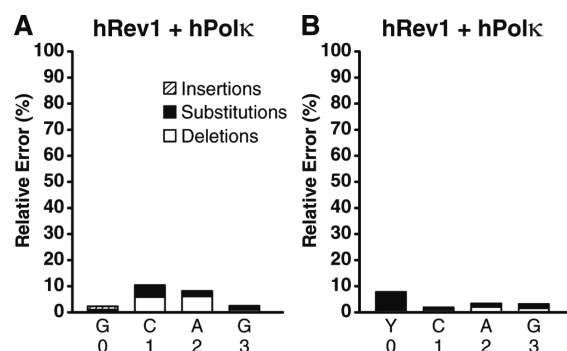 A hRev1 + hPolκ
Relative Error (%)
100
90
80
70
60
50
40
30
20
10
0
Insertions
Substitutions
Deletions
G C A G
0 1 2 3
B hRev1 + hPolκ
Relative Error (%)
100
90
80
70
60
50
40
30
20
10
0
Y C A G
0 1 2 3